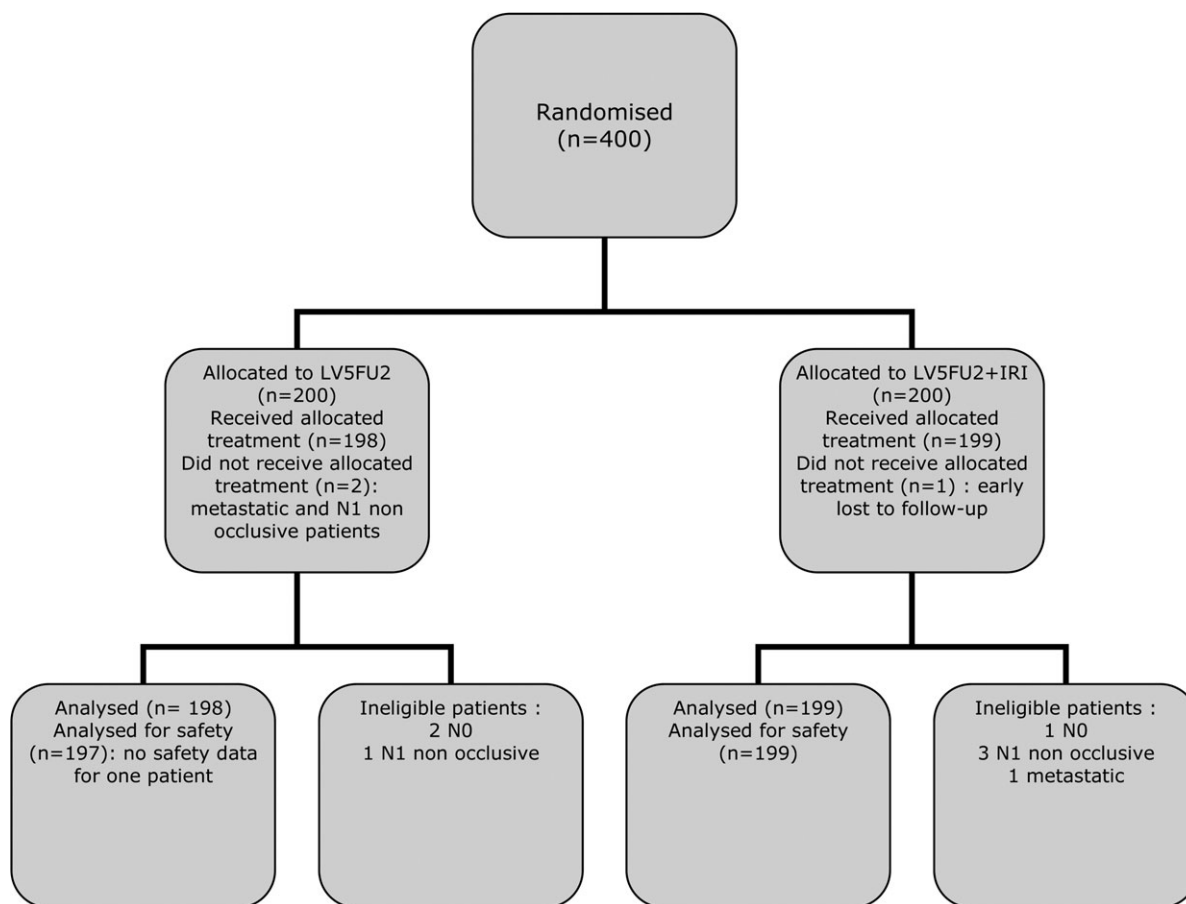 Randomised
(n=400)
Allocated to LV5FU2
(n=200)
Received allocated
treatment (n=198)
Did not receive allocated
treatment (n=2):
metastatic and N1 non
occlusive patients
Allocated to LV5FU2+IRI
(n=200)
Received allocated
treatment (n=199)
Did not receive allocated
treatment (n=1) : early
lost to follow-up
Analysed (n= 198)
Analysed for safety
(n=197): no safety data
for one patient
Ineligible patients :
2 N0
1 N1 non occlusive
Analysed (n=199)
Analysed for safety
(n=199)
Ineligible patients :
1 N0
3 N1 non occlusive
1 metastatic